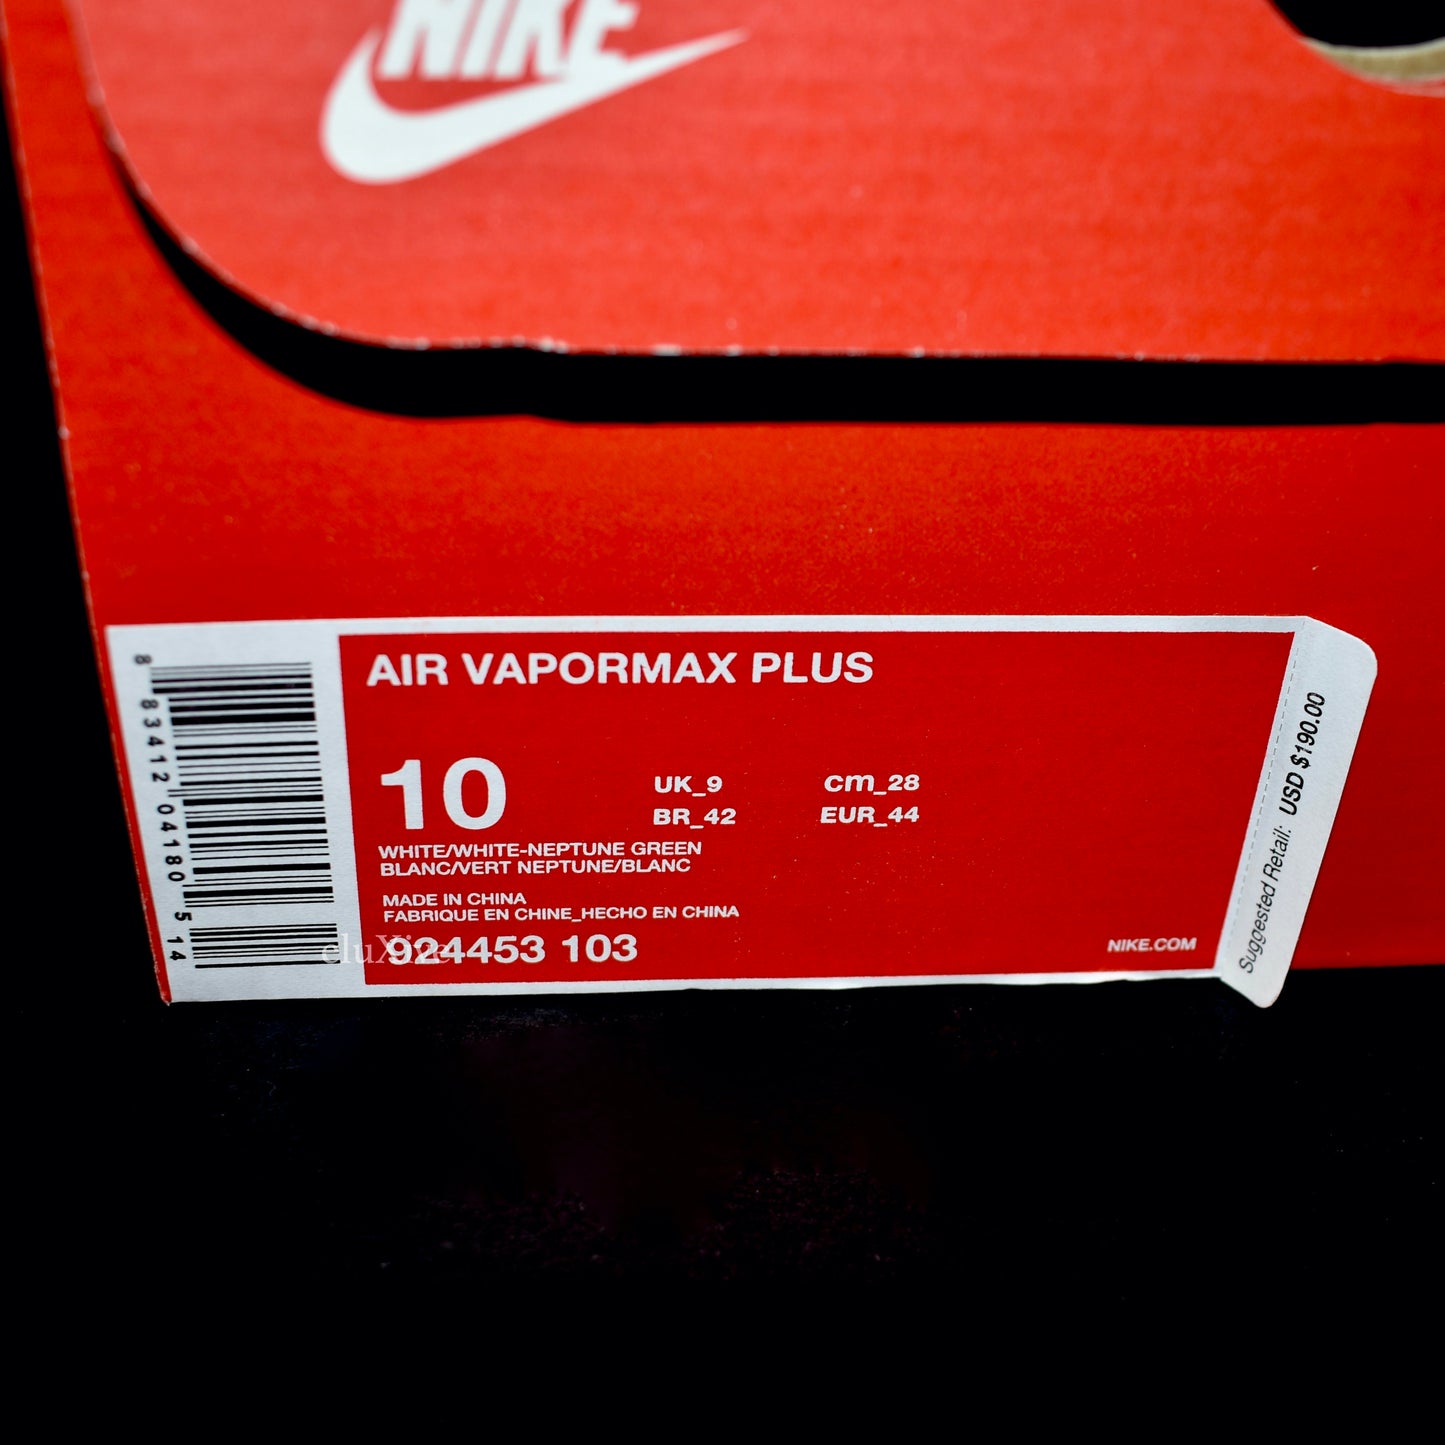 NIKE
AIR VAPORMAX PLUS
10
UK_9 cm_28
BR_42 EUR_44
WHITE/WHITE-NEPTUNE GREEN
BLANC/VERT NEPTUNE/BLANC
MADE IN CHINA
FABRIQUE EN CHINE_HECHO EN CHINA
924453 103
NIKE.COM
8 83412 04180 5 14
Suggested Retail: USD $190.00
cluXive